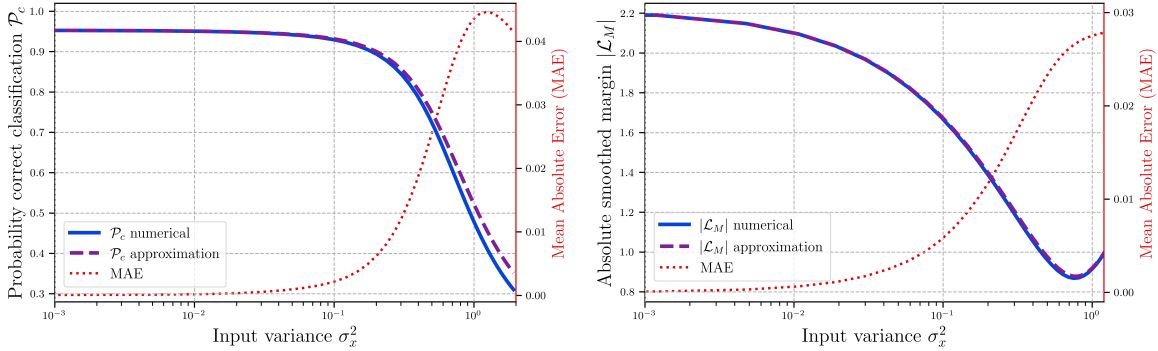 Probability correct classification 𝒫c
1.0
0.9
0.8
0.7
0.6
0.5
0.4
0.3
10⁻³
10⁻²
10⁻¹
10⁰
Input variance σ²ₓ
0.04
0.03
0.02
0.01
0.00
Mean Absolute Error (MAE)
𝒫c numerical
𝒫c approximation
MAE
Absolute smoothed margin |ℒM|
2.2
2.0
1.8
1.6
1.4
1.2
1.0
0.8
10⁻³
10⁻²
10⁻¹
10⁰
Input variance σ²ₓ
0.03
0.02
0.01
0.00
Mean Absolute Error (MAE)
|ℒM| numerical
|ℒM| approximation
MAE